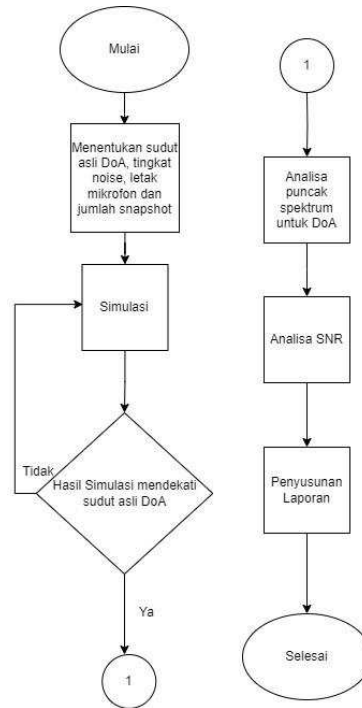 Mulai
Menentukan sudut
asli DoA, tingkat
noise, letak
mikrofon dan
jumlah snapshot
Simulasi
Tidak
Hasil Simulasi mendekati
sudut asli DoA
Ya
1
1
Analisa
puncak
spektrum
untuk DoA
Analisa SNR
Penyusunan
Laporan
Selesai